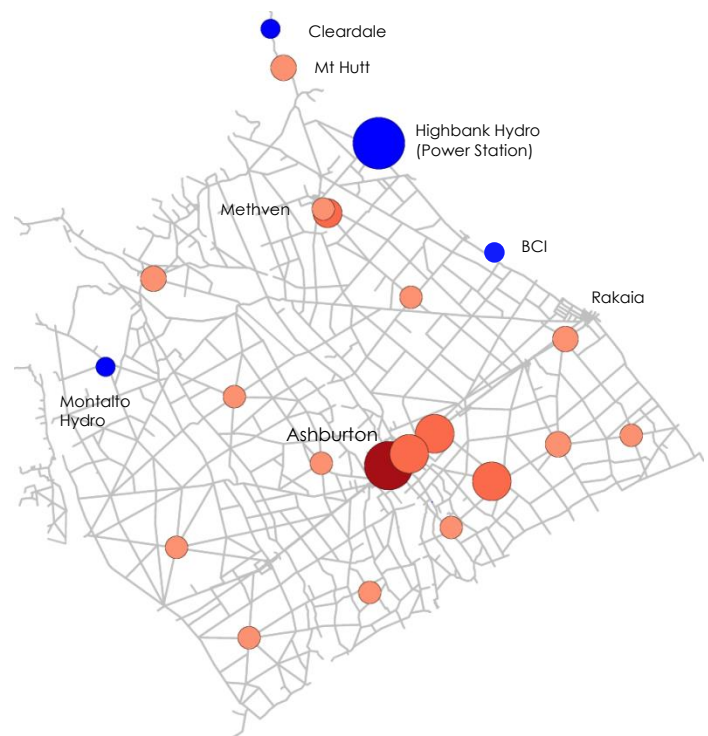 Cleardale
Mt Hutt
Highbank Hydro
(Power Station)
Methven
BCI
Rakaia
Montalto
Hydro
Ashburton